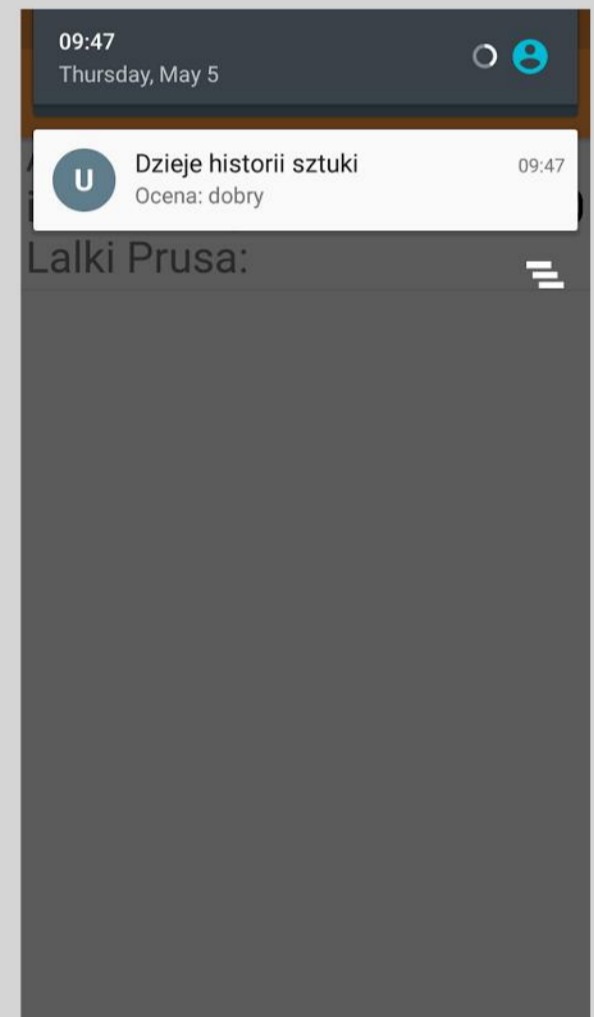 09:47
Thursday, May 5
U
Dzieje historii sztuki
09:47
Ocena: dobry
Lalki Prusa: